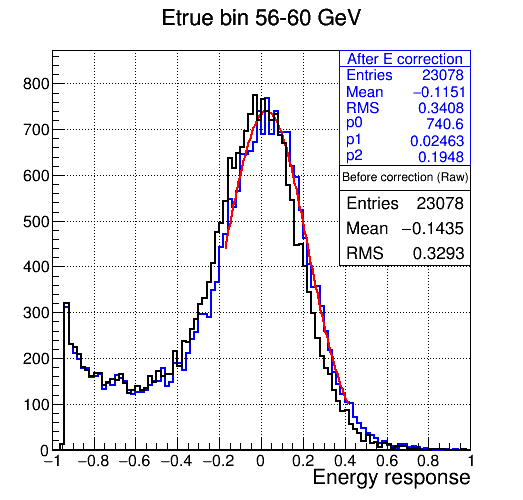 Etrue bin 56-60 GeV
After E correction
Entries 23078
Mean −0.1151
RMS 0.3408
p0 740.6
p1 0.02463
p2 0.1948
Before correction (Raw)
Entries 23078
Mean −0.1435
RMS 0.3293
800
700
600
500
400
300
200
100
0
−1 −0.8 −0.6 −0.4 −0.2 0 0.2 0.4 0.6 0.8 1
Energy response